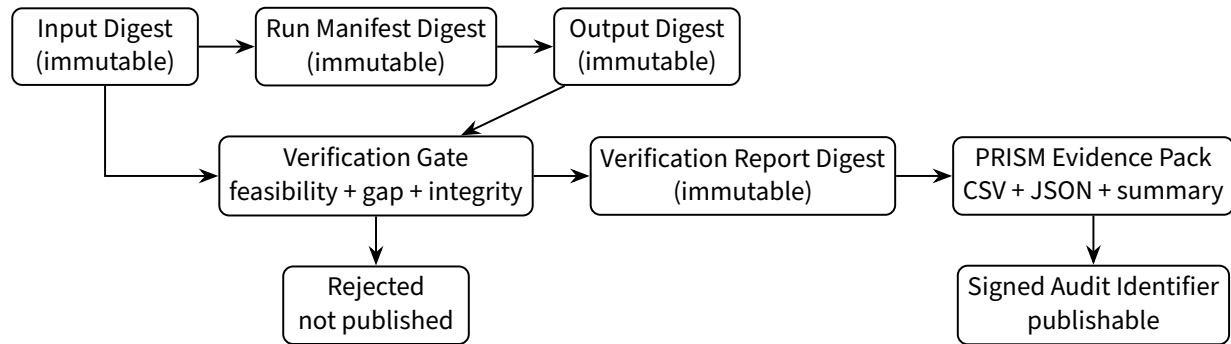 Input Digest
(immutable)
Run Manifest Digest
(immutable)
Output Digest
(immutable)
Verification Gate
feasibility + gap + integrity
Verification Report Digest
(immutable)
PRISM Evidence Pack
CSV + JSON + summary
Rejected
not published
Signed Audit Identifier
publishable